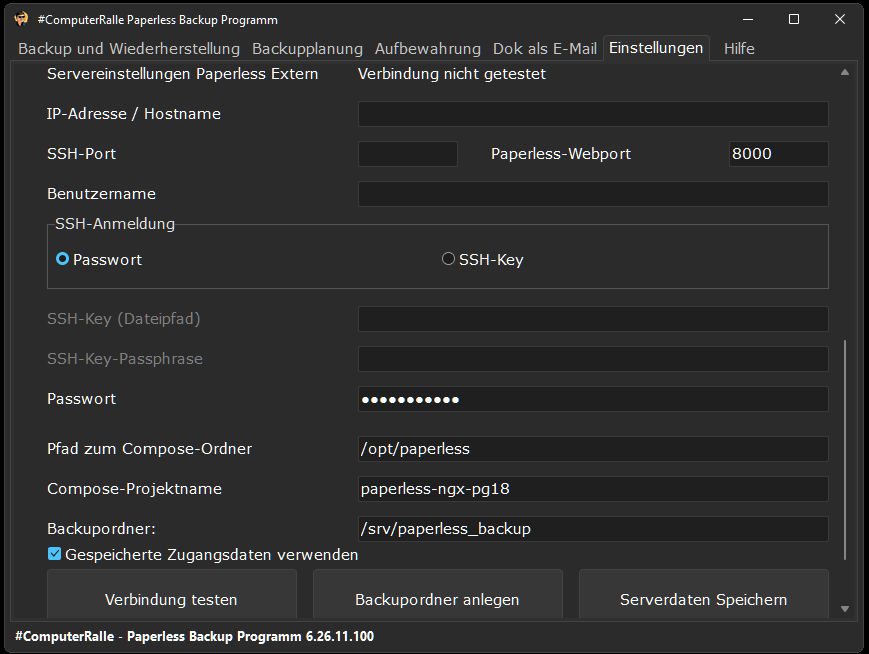 #ComputerRalle Paperless Backup Programm
Backup und Wiederherstellung Backupplanung Aufbewahrung Dok als E-Mail Einstellungen Hilfe
Servereinstellungen Paperless Extern Verbindung nicht getestet
IP-Adresse / Hostname
SSH-Port Paperless-Webport 8000
Benutzername
SSH-Anmeldung
Passwort SSH-Key
SSH-Key (Dateipfad)
SSH-Key-Passphrase
Passwort ●●●●●●●●●●●
Pfad zum Compose-Ordner /opt/paperless
Compose-Projektname paperless-ngx-pg18
Backupordner: /srv/paperless_backup
Gespeicherte Zugangsdaten verwenden
Verbindung testen Backupordner anlegen Serverdaten Speichern
#ComputerRalle - Paperless Backup Programm 6.26.11.100